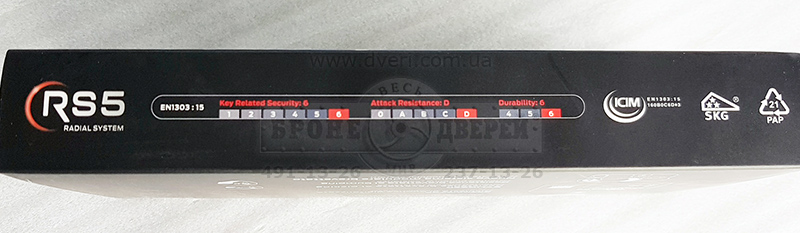 www.dveri.com.ua
RS5
RADIAL SYSTEM
EN1303:15
Key Related Security: 6
1 2 3 4 5 6
Attack Resistance: D
0 A B C D
Durability: 6
4 5 6
ICIM
EN1303:15
SKG
®
21
PAP
ВЕСЬ
БРОНЕ ДВЕРЕЙ
491-13-26 237-13-26